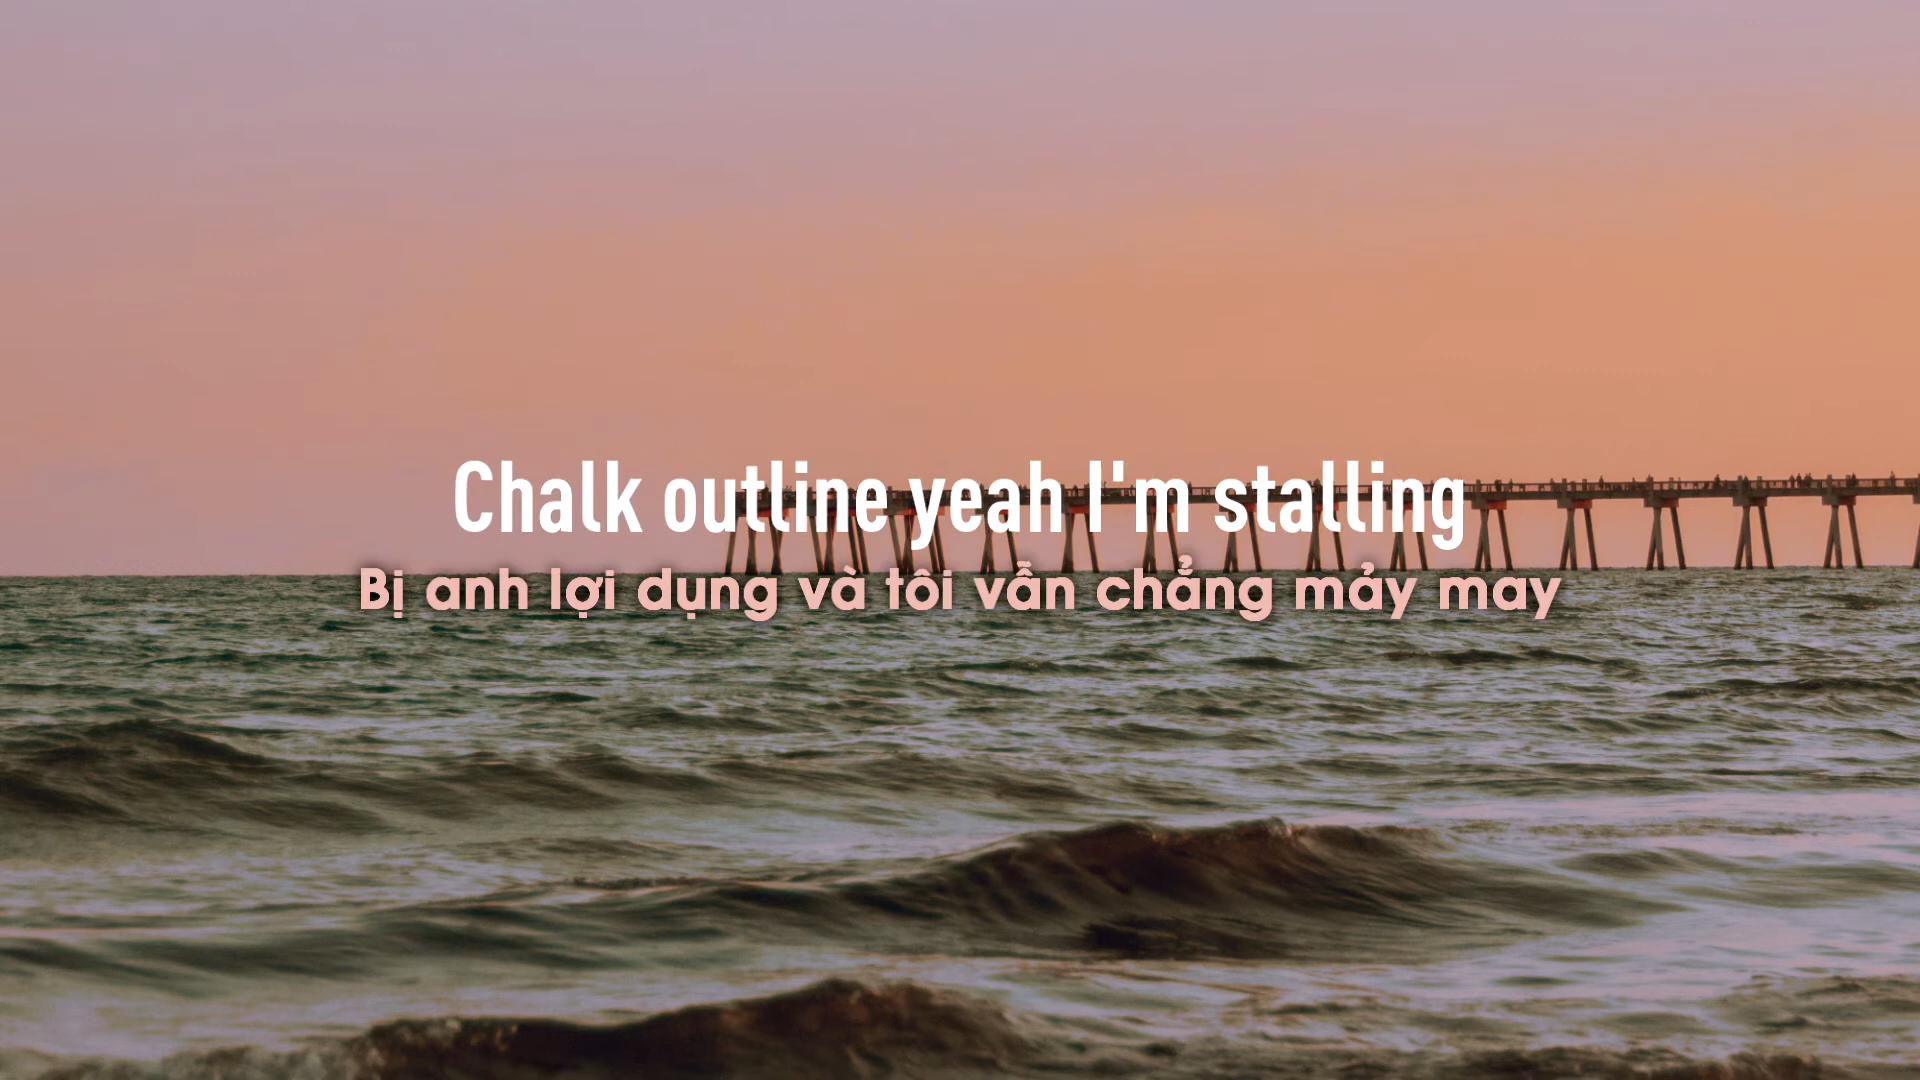 Chalk outline yeah I'm stalling
Bị anh lợi dụng và tôi vẫn chẳng mảy may